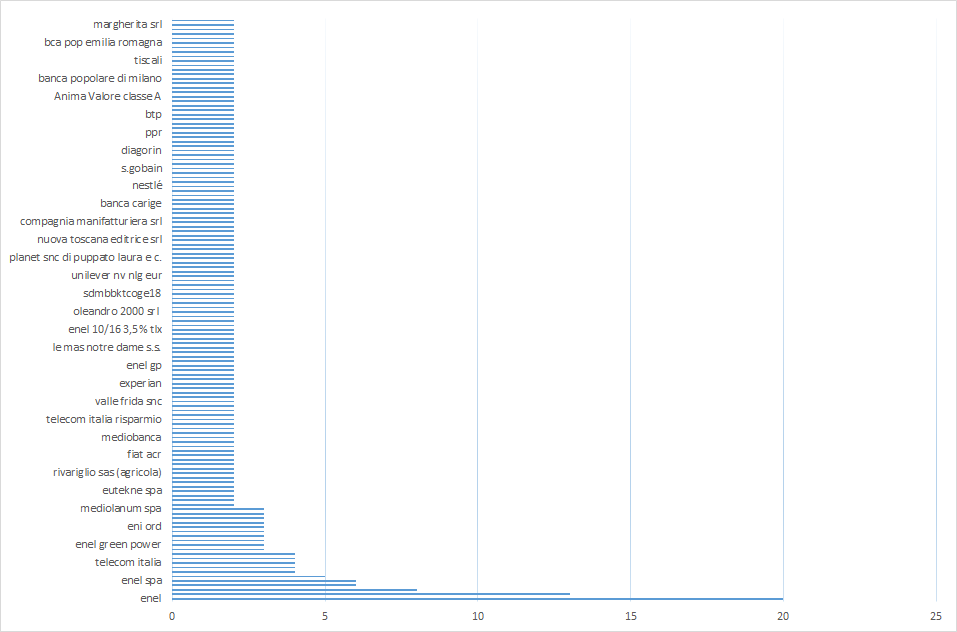 margherita srl
bca pop emilia romagna
tiscali
banca popolare di milano
Anima Valore classe A
btp
ppr
diagorin
s.gobain
nestlé
banca carige
compagnia manifatturiera srl
nuova toscana editrice srl
planet snc di puppato laura e c.
unilever nv nlg eur
sdmbbktcoge18
oleandro 2000 srl
enel 10/16 3,5% tlx
le mas notre dame s.s.
enel gp
experian
valle frida snc
telecom italia risparmio
mediobanca
fiat acr
rivariglio sas (agricola)
eutekne spa
mediolanum spa
eni ord
enel green power
telecom italia
enel spa
enel
0 5 10 15 20 25